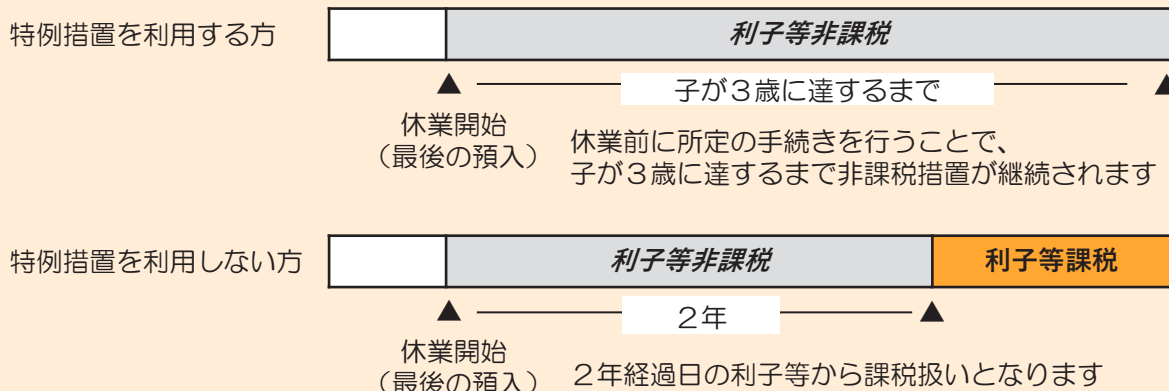 特例措置を利用する方
利子等非課税
子が３歳に達するまで
休業開始
（最後の預入）
休業前に所定の手続きを行うことで、
子が３歳に達するまで非課税措置が継続されます
特例措置を利用しない方
利子等非課税
利子等課税
２年
休業開始
（最後の預入）
２年経過日の利子等から課税扱いとなります